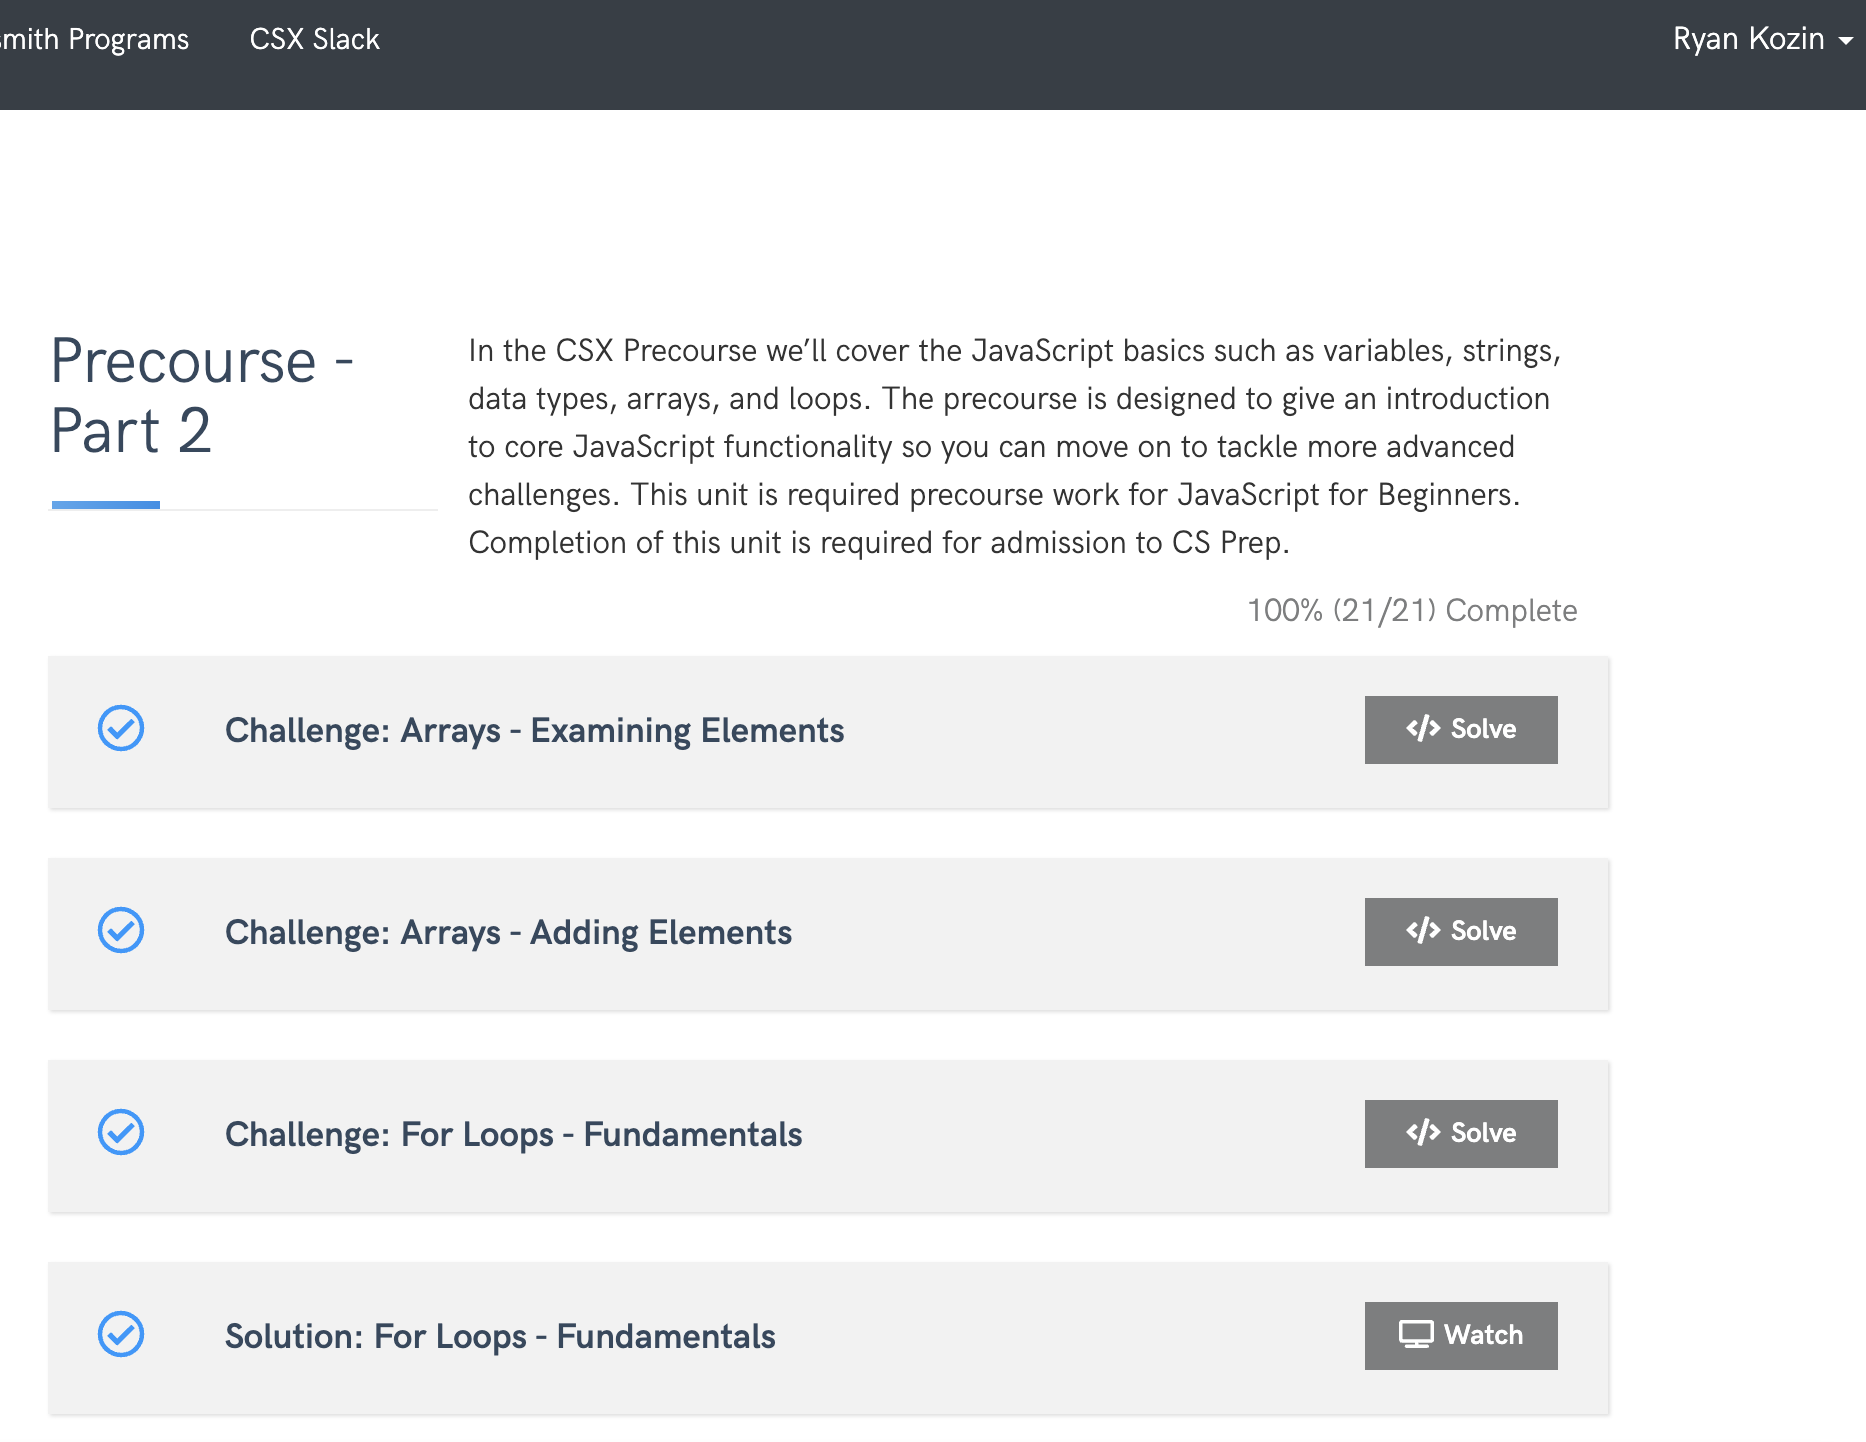 smith Programs CSX Slack Ryan Kozin
Precourse -
Part 2
In the CSX Precourse we’ll cover the JavaScript basics such as variables, strings,
data types, arrays, and loops. The precourse is designed to give an introduction
to core JavaScript functionality so you can move on to tackle more advanced
challenges. This unit is required precourse work for JavaScript for Beginners.
Completion of this unit is required for admission to CS Prep.
100% (21/21) Complete
Challenge: Arrays - Examining Elements </> Solve
Challenge: Arrays - Adding Elements </> Solve
Challenge: For Loops - Fundamentals </> Solve
Solution: For Loops - Fundamentals Watch